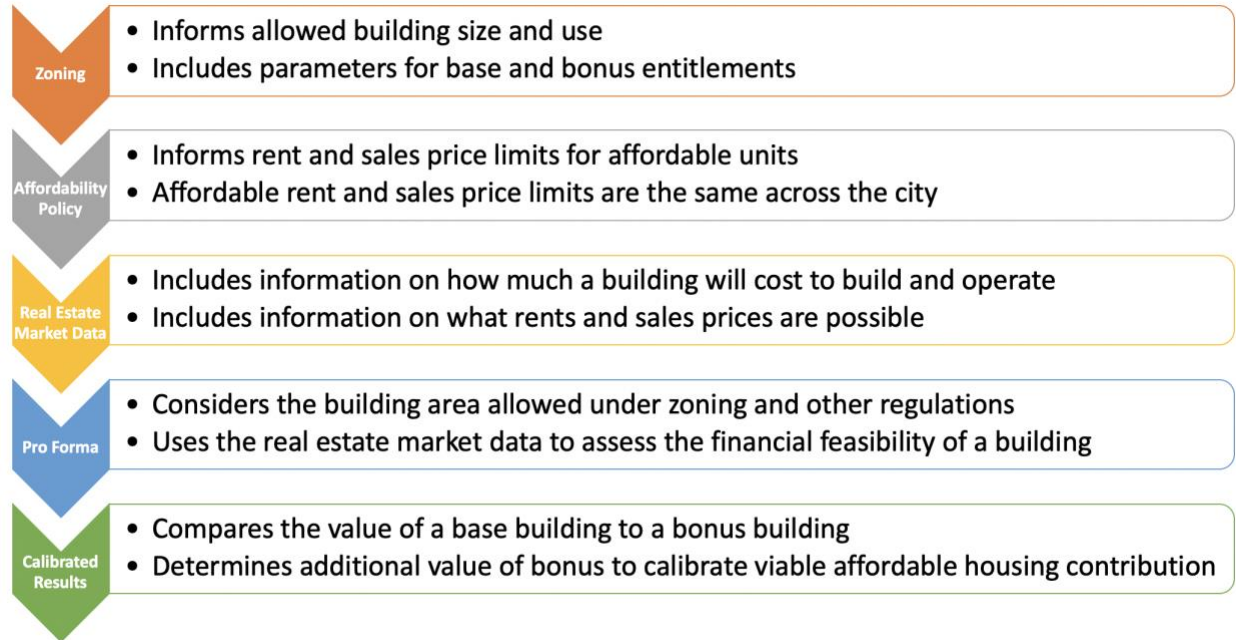 Zoning
• Informs allowed building size and use
• Includes parameters for base and bonus entitlements
Affordability
Policy
• Informs rent and sales price limits for affordable units
• Affordable rent and sales price limits are the same across the city
Real Estate
Market Data
• Includes information on how much a building will cost to build and operate
• Includes information on what rents and sales prices are possible
Pro Forma
• Considers the building area allowed under zoning and other regulations
• Uses the real estate market data to assess the financial feasibility of a building
Calibrated
Results
• Compares the value of a base building to a bonus building
• Determines additional value of bonus to calibrate viable affordable housing contribution